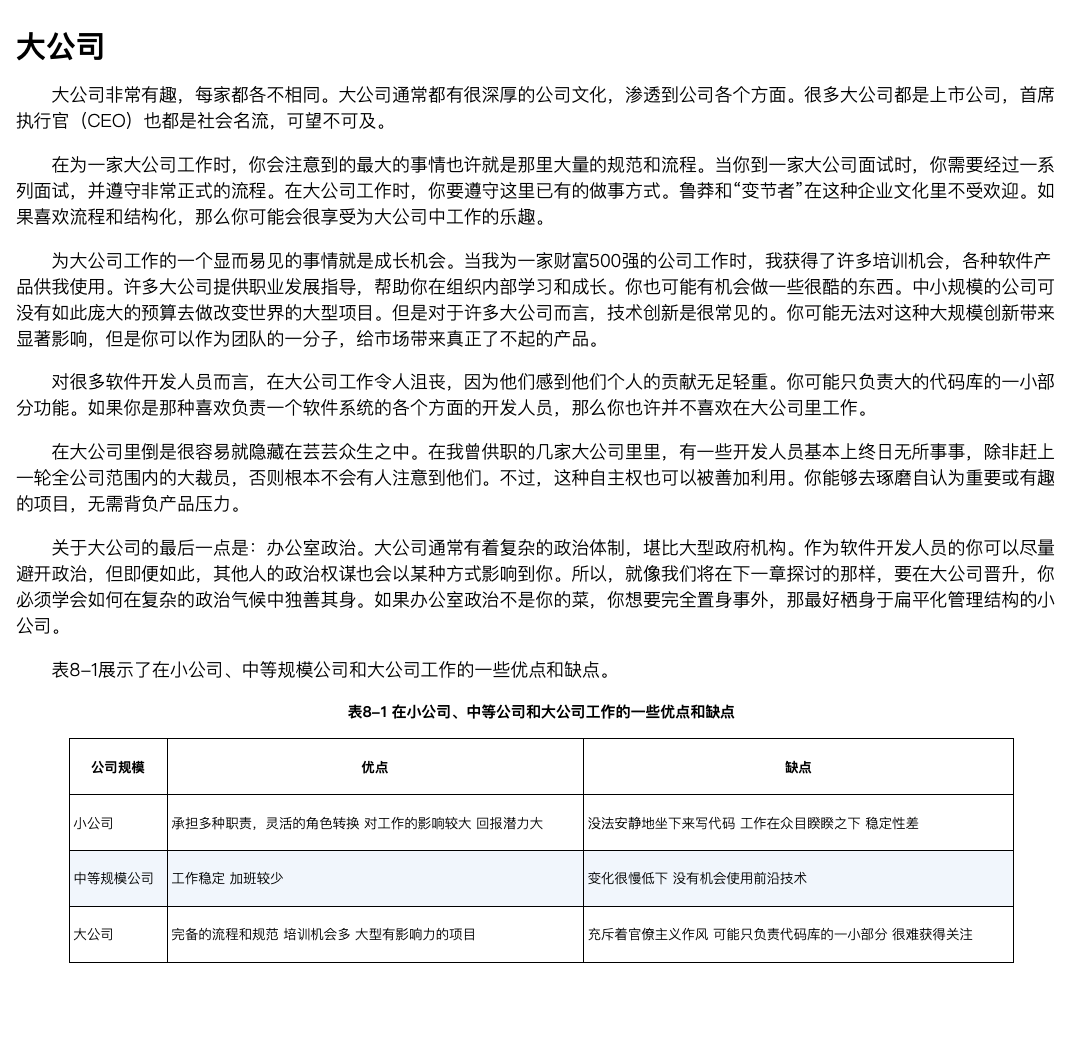 大公司
大公司非常有趣，每家都各不相同。大公司通常都有很深厚的公司文化，渗透到公司各个方面。很多大公司都是上市公司，首席
执行官（CEO）也都是社会名流，可望不可及。
在为一家大公司工作时，你会注意到的最大的事情也许就是那里大量的规范和流程。当你到一家大公司面试时，你需要经过一系
列面试，并遵守非常正式的流程。在大公司工作时，你要遵守这里已有的做事方式。鲁莽和“变节者”在这种企业文化里不受欢迎。如
果喜欢流程和结构化，那么你可能会很享受为大公司中工作的乐趣。
为大公司工作的一个显而易见的事情就是成长机会。当我为一家财富500强的公司工作时，我获得了许多培训机会，各种软件产
品供我使用。许多大公司提供职业发展指导，帮助你在组织内部学习和成长。你也可能有机会做一些很酷的东西。中小规模的公司可
没有如此庞大的预算去做改变世界的大型项目。但是对于许多大公司而言，技术创新是很常见的。你可能无法对这种大规模创新带来
显著影响，但是你可以作为团队的一分子，给市场带来真正了不起的产品。
对很多软件开发人员而言，在大公司工作令人沮丧，因为他们感到他们个人的贡献无足轻重。你可能只负责大的代码库的一小部
分功能。如果你是那种喜欢负责一个软件系统的各个方面的开发人员，那么你也许并不喜欢在大公司里工作。
在大公司里倒是很容易就隐藏在芸芸众生之中。在我曾供职的几家大公司里里，有一些开发人员基本上终日无所事事，除非赶上
一轮全公司范围内的大裁员，否则根本不会有人注意到他们。不过，这种自主权也可以被善加利用。你能够去琢磨自认为重要或有趣
的项目，无需背负产品压力。
关于大公司的最后一点是：办公室政治。大公司通常有着复杂的政治体制，堪比大型政府机构。作为软件开发人员的你可以尽量
避开政治，但即便如此，其他人的政治权谋也会以某种方式影响到你。所以，就像我们将在下一章探讨的那样，要在大公司晋升，你
必须学会如何在复杂的政治气候中独善其身。如果办公室政治不是你的菜，你想要完全置身事外，那最好栖身于扁平化管理结构的小
公司。
表8–1展示了在小公司、中等规模公司和大公司工作的一些优点和缺点。
表8–1 在小公司、中等公司和大公司工作的一些优点和缺点
公司规模 优点 缺点
小公司 承担多种职责，灵活的角色转换 对工作的影响较大 回报潜力大 没法安静地坐下来写代码 工作在众目睽睽之下 稳定性差
中等规模公司 工作稳定 加班较少 变化很慢低下 没有机会使用前沿技术
大公司 完备的流程和规范 培训机会多 大型有影响力的项目 充斥着官僚主义作风 可能只负责代码库的一小部分 很难获得关注